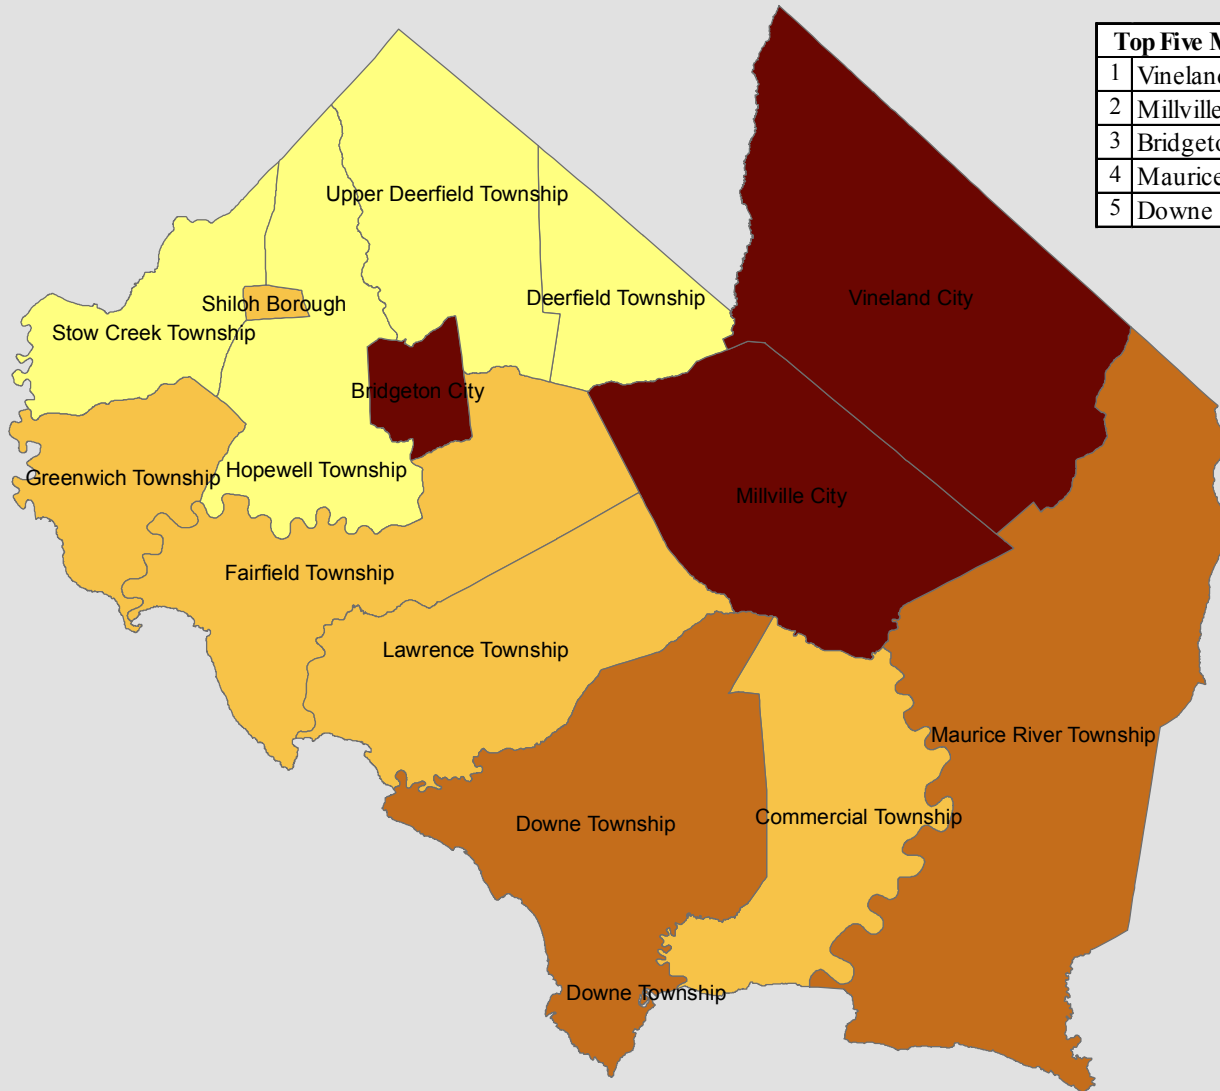 Top Five
1 Vineland
2 Millville
3
4 Maurice
5 Downe
Upper Deerfield Township
Deerfield Township
Vineland City
Shiloh Borough
Stow Creek Township
Bridgeton City
Hopewell Township
Greenwich Township
Millville City
Fairfield Township
Lawrence Township
Maurice River Township
Commercial Township
Downe Township
Downe Township